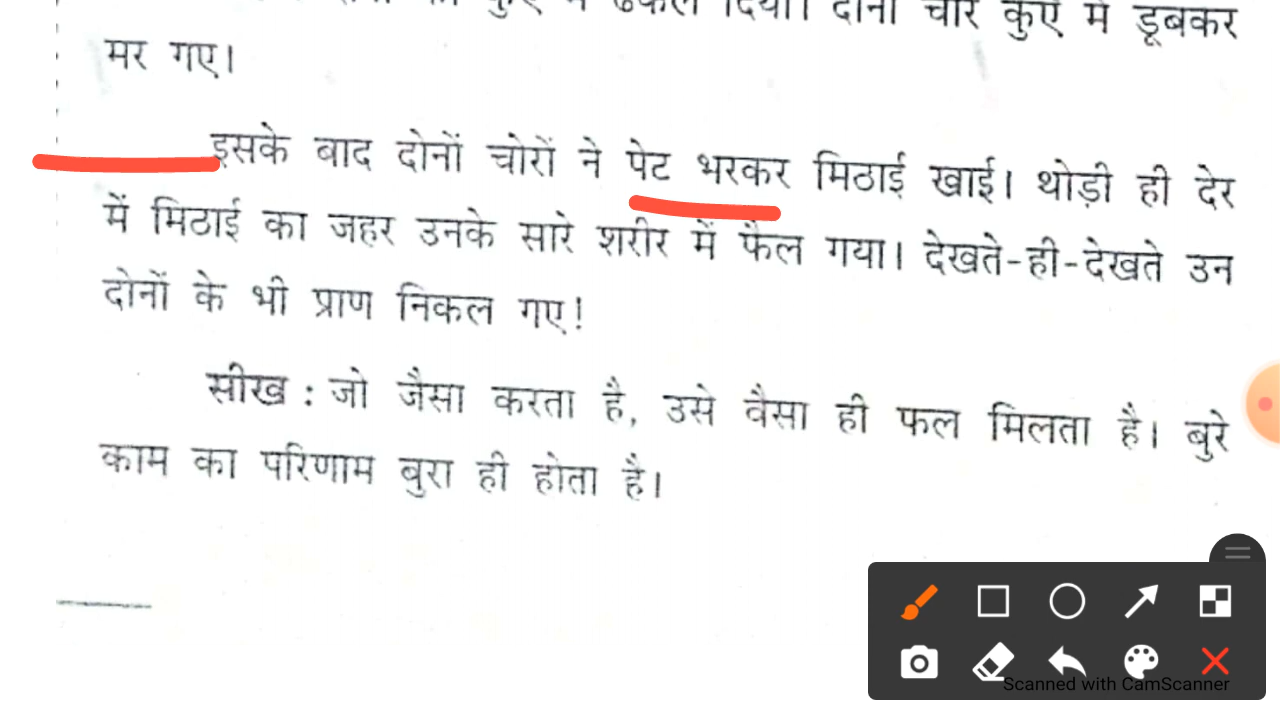 दिया। दोनों चोर कुएँ में डूबकर
मर गए।
इसके बाद दोनों चोरों ने पेट भरकर मिठाई खाई। थोड़ी ही देर
में मिठाई का जहर उनके सारे शरीर में फैल गया। देखते-ही-देखते उन
दोनों के भी प्राण निकल गए!
सीख : जो जैसा करता है, उसे वैसा ही फल मिलता है। बुरे
काम का परिणाम बुरा ही होता है।
Scanned with CamScanner